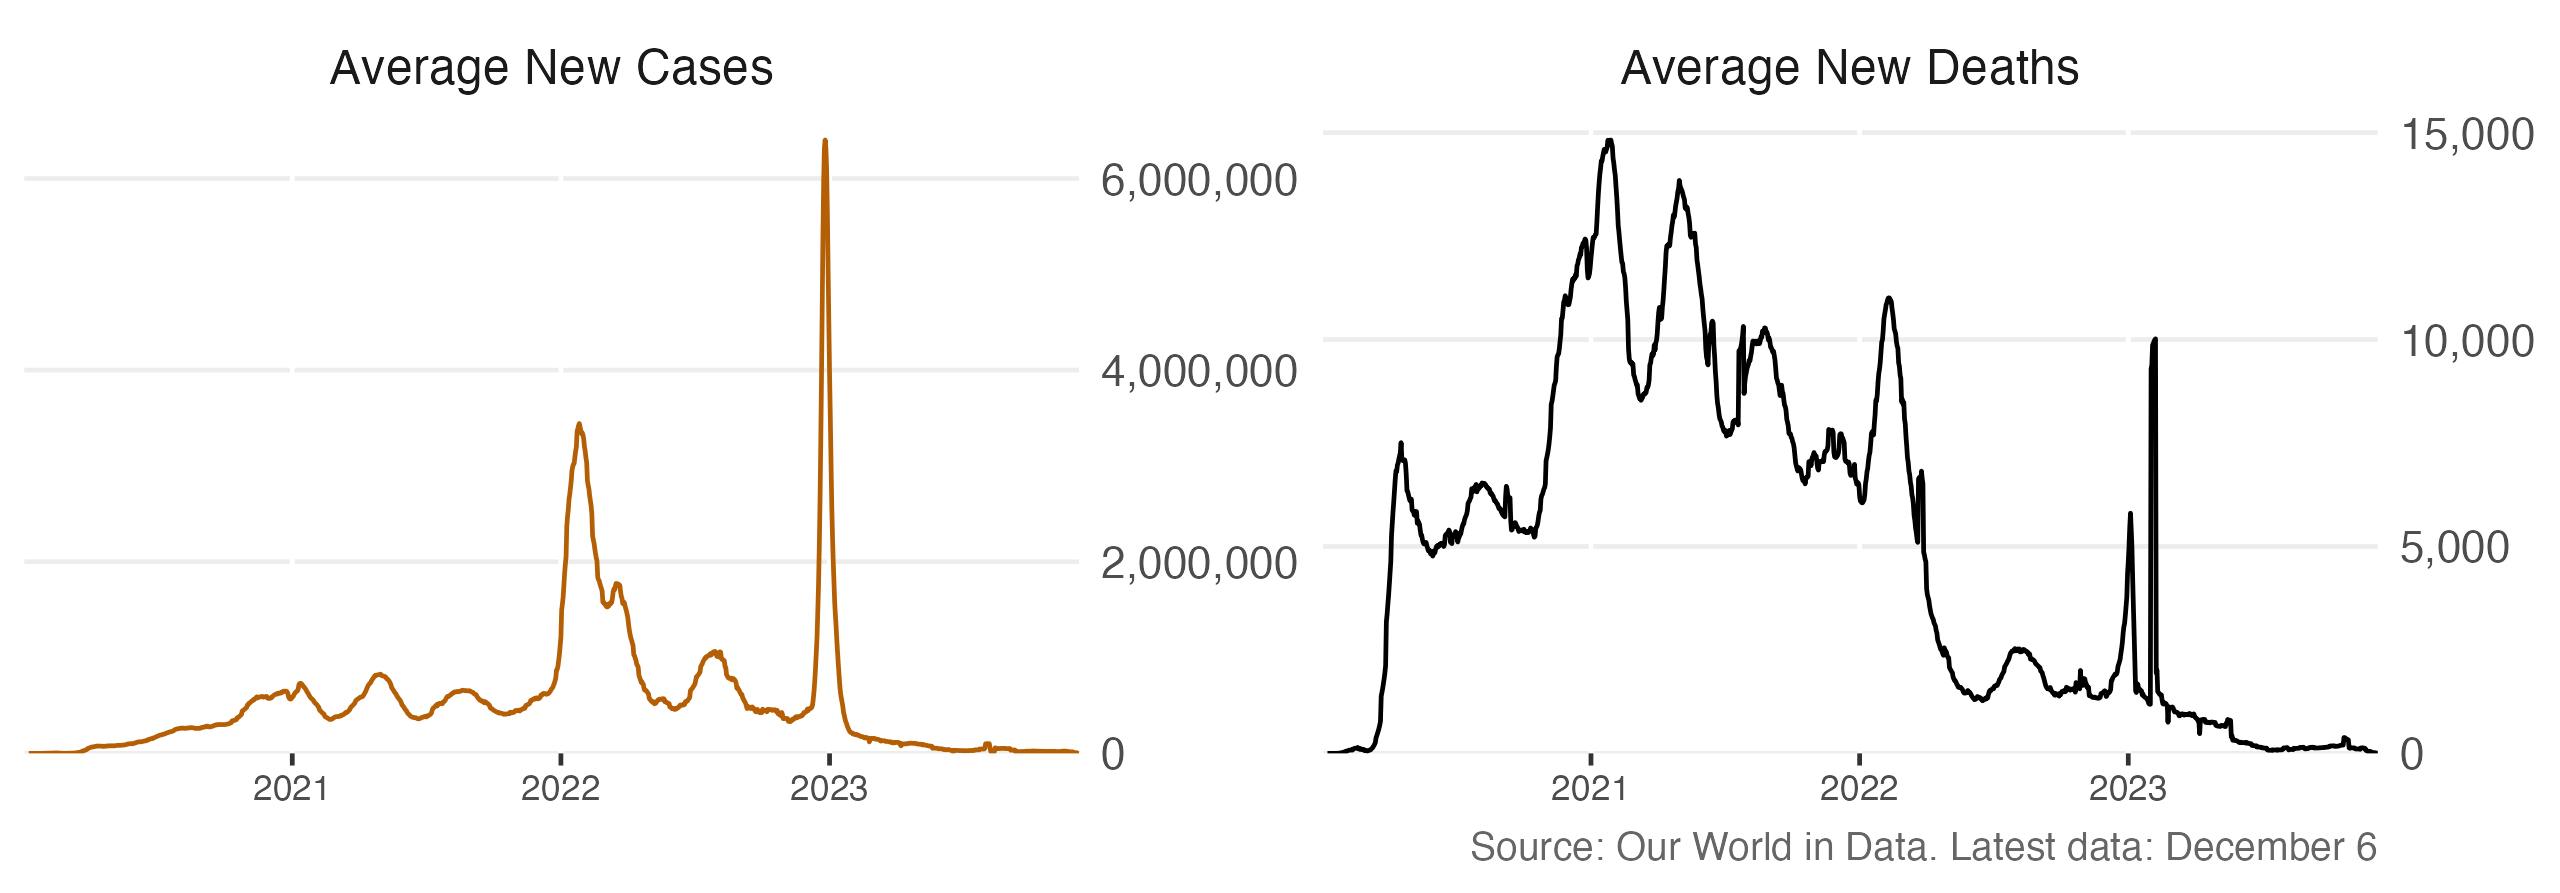 Average New Cases
6,000,000
4,000,000
2,000,000
0
2021 2022 2023
Average New Deaths
15,000
10,000
5,000
0
2021 2022 2023
Source: Our World in Data. Latest data: December 6